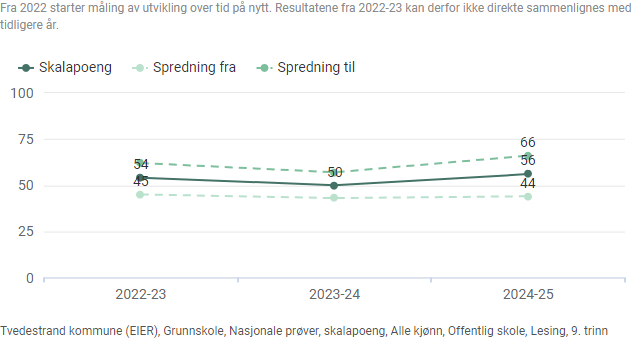 Fra 2022 starter måling av utvikling over tid på nytt. Resultatene fra 2022-23 kan derfor ikke direkte sammenlignes med
tidligere år.
Skalapoeng Spredning fra Spredning til
100
75
66
54 50 56
45 44
50
25
0
2022-23 2023-24 2024-25
Tvedestrand kommune (EIER), Grunnskole, Nasjonale prøver, skalapoeng, Alle kjønn, Offentlig skole, Lesing, 9. trinn